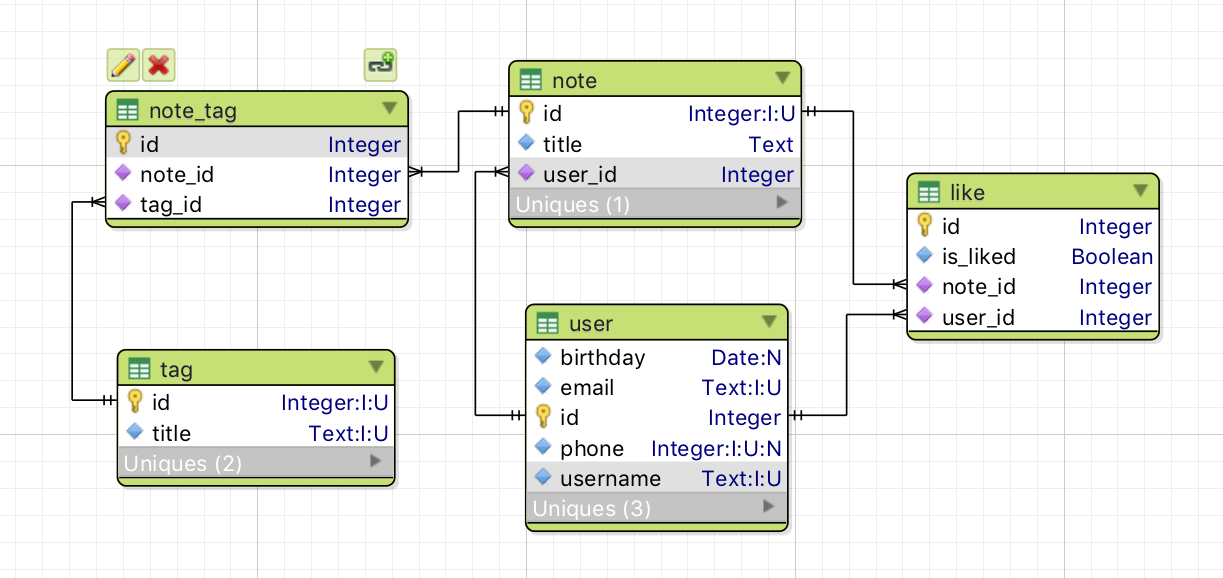 note_tag
id Integer
note_id Integer
tag_id Integer
note
id Integer:I:U
title Text
user_id Integer
Uniques (1)
like
id Integer
is_liked Boolean
note_id Integer
user_id Integer
tag
id Integer:I:U
title Text:I:U
Uniques (2)
user
birthday Date:N
email Text:I:U
id Integer
phone Integer:I:U:N
username Text:I:U
Uniques (3)